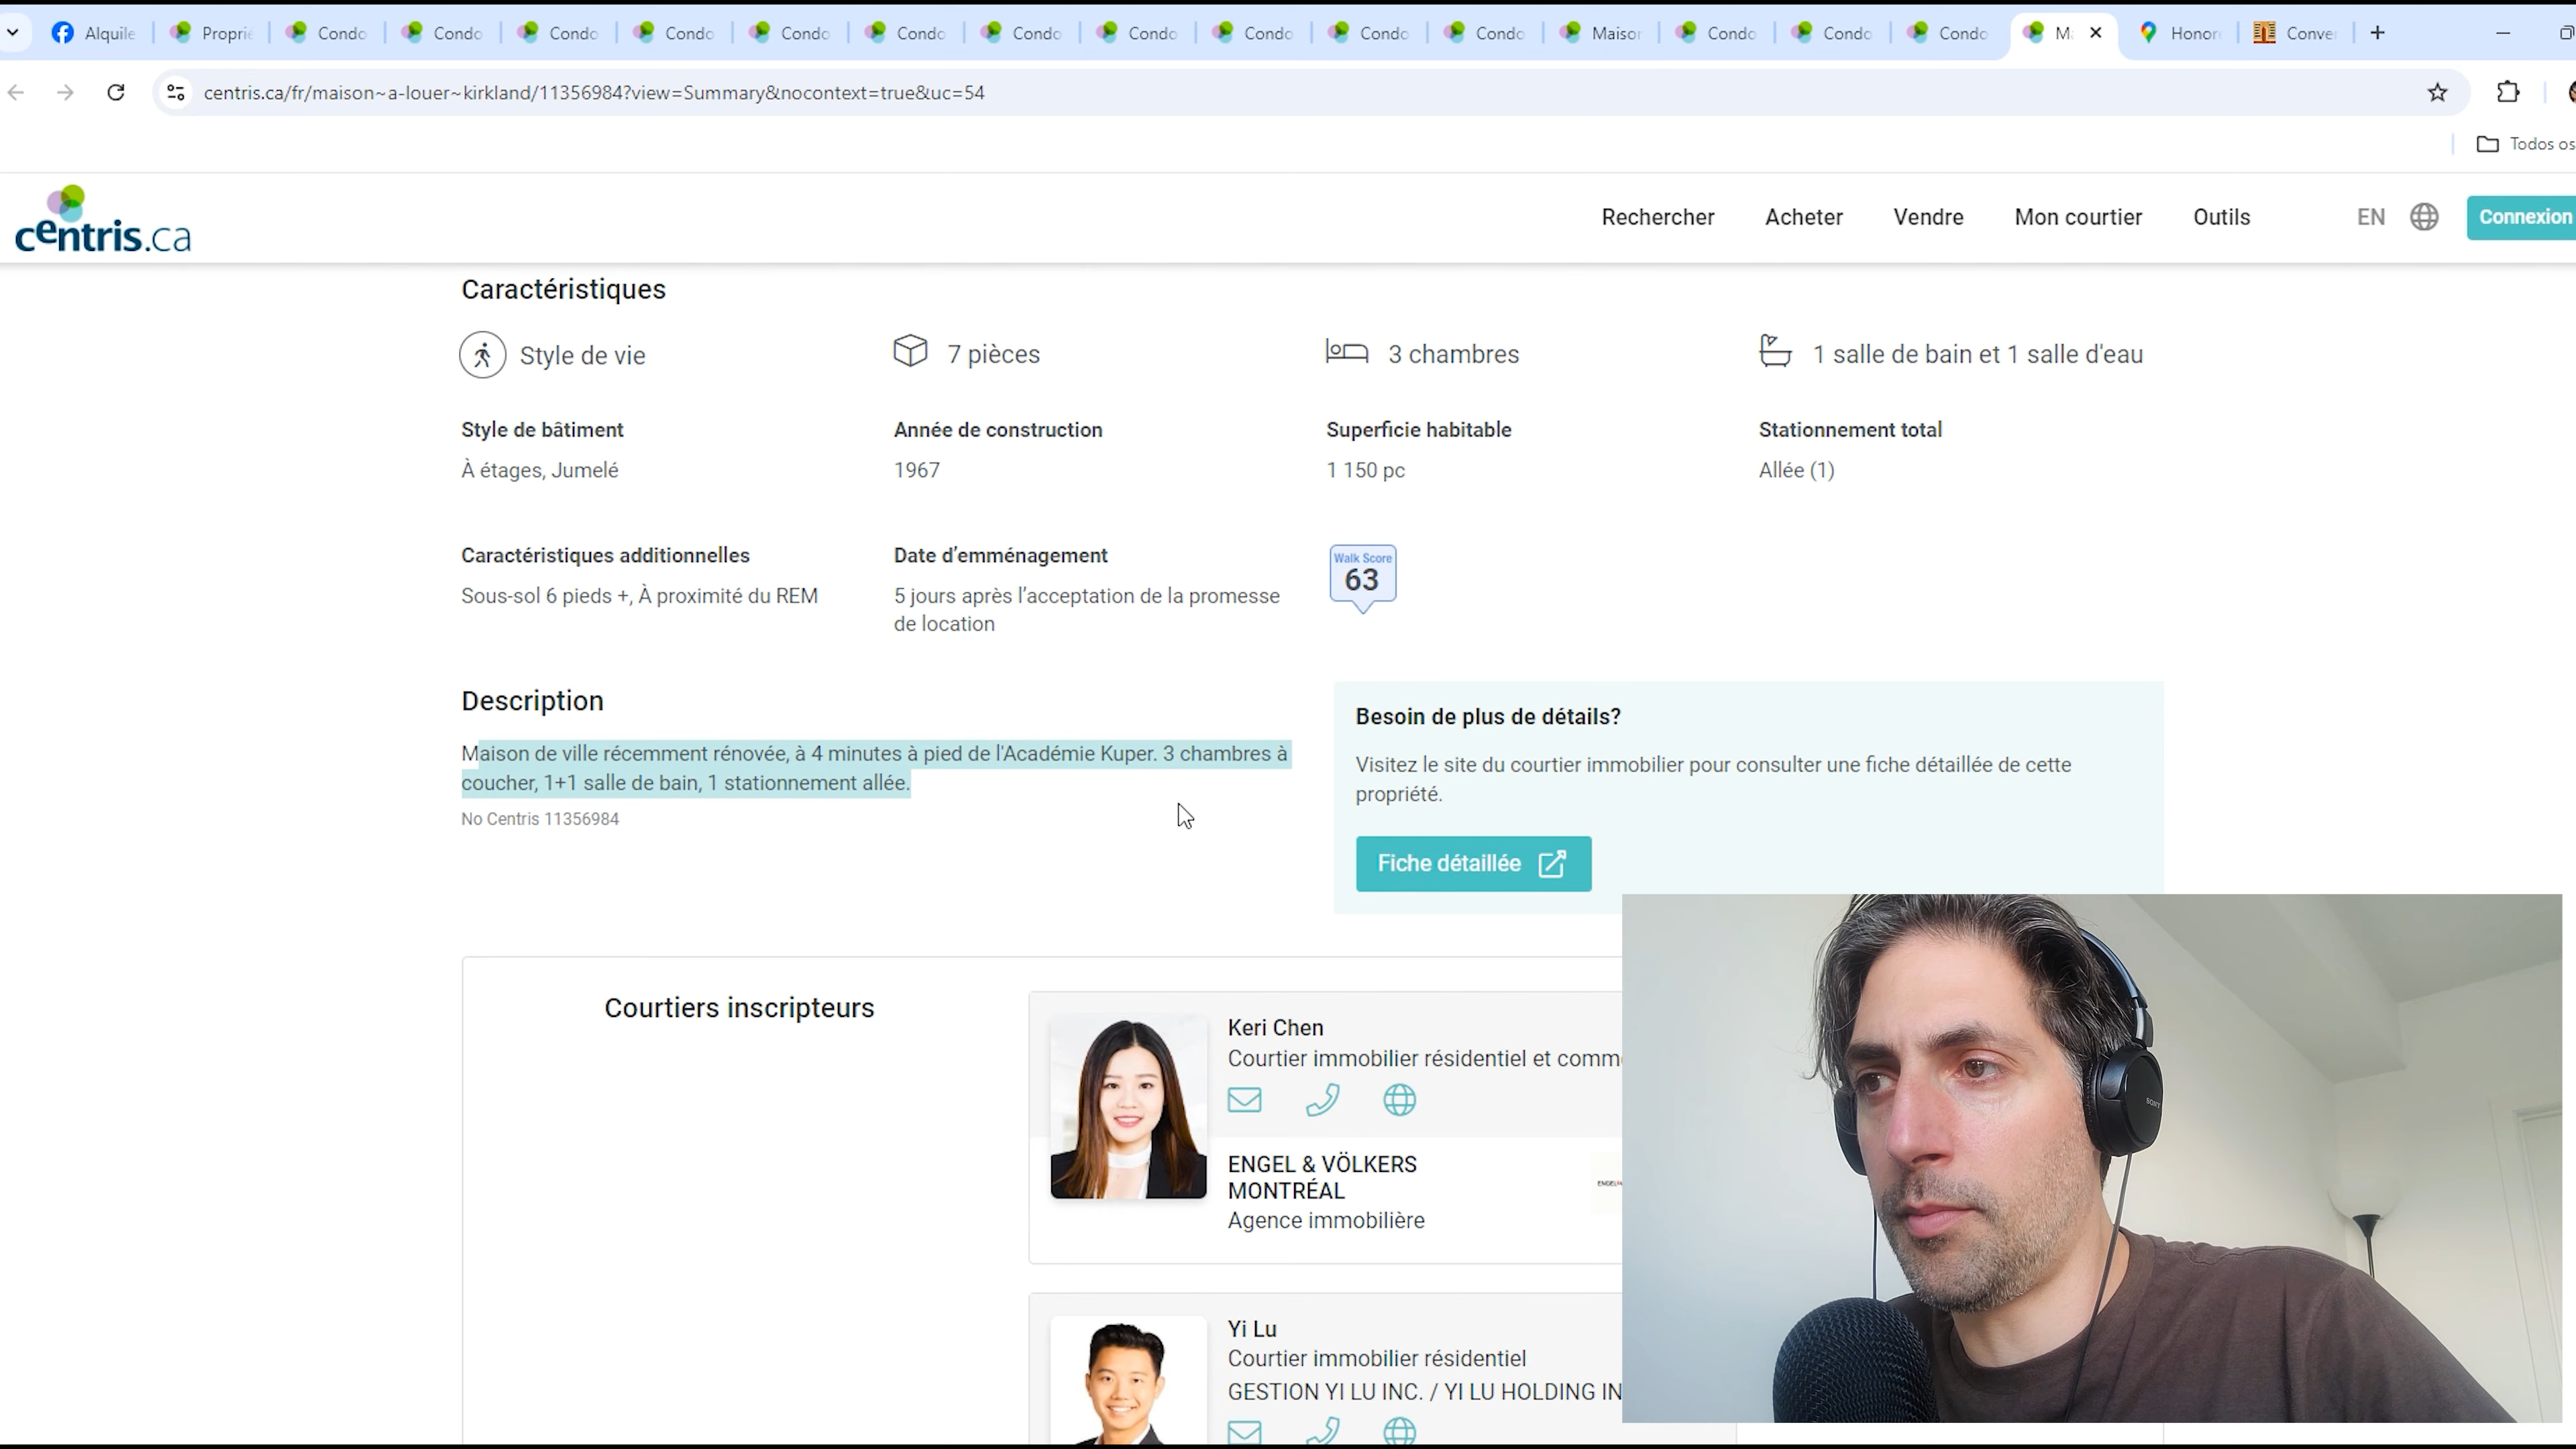 Alquile
Proprié
Condo
Condo
Condo
Condo
Condo
Condo
Condo
Condo
Condo
Condo
Condo
Maison
Condo
Condo
Condo
Honor
Conve
centris.ca/fr/maison~a-louer~kirkland/11356984?view=Summary&nocontext=true&uc=54
Todos os
centris.ca
Rechercher
Acheter
Vendre
Mon courtier
Outils
EN
Connexion
Caractéristiques
Style de vie
7 pièces
3 chambres
1 salle de bain et 1 salle d'eau
Style de bâtiment
Année de construction
Superficie habitable
Stationnement total
À étages, Jumelé
1967
1 150 pc
Allée (1)
Caractéristiques additionnelles
Date d’emménagement
Walk Score
63
Sous-sol 6 pieds +, À proximité du REM
5 jours après l’acceptation de la promesse
de location
Description
Maison de ville récemment rénovée, à 4 minutes à pied de l'Académie Kuper. 3 chambres à
coucher, 1+1 salle de bain, 1 stationnement allée.
No Centris 11356984
Besoin de plus de détails?
Visitez le site du courtier immobilier pour consulter une fiche détaillée de cette
propriété.
Fiche détaillée
Courtiers inscripteurs
Keri Chen
Courtier immobilier résidentiel et comm
ENGEL & VÖLKERS
MONTRÉAL
Agence immobilière
Yi Lu
Courtier immobilier résidentiel
GESTION YI LU INC. / YI LU HOLDING IN
SONY